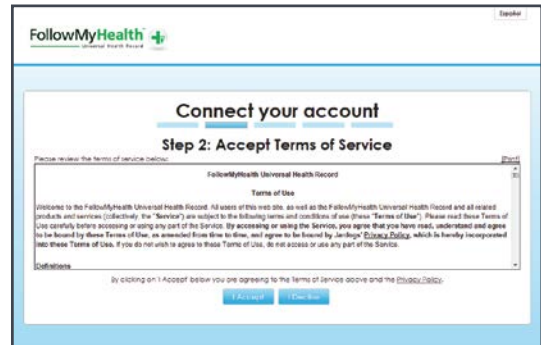 Español
FollowMyHealth
Universal Health Record
Connect your account
Step 2: Accept Terms of Service
Please review the terms of service below:
[Print]
FollowMyHealth Universal Health Record
Terms of Use
Welcome to the FollowMyHealth Universal Health Record. All users of this web site, as well as the FollowMyHealth Universal Health Record and all related
products and services (collectively, the "Service") are subject to the following terms and conditions of use (these "Terms of Use"). Please read these Terms of
Use carefully before accessing or using any part of the Service. By accessing or using the Service, you agree that you have read, understand and agree
to be bound by these Terms of Use, as amended from time to time, and agree to be bound by Jardogs' Privacy Policy, which is hereby incorporated
into these Terms of Use. If you do not wish to agree to these Terms of Use, do not access or use any part of the Service.
Definitions
By clicking on 'I Accept' below you are agreeing to the Terms of Service above and the Privacy Policy.
I Accept
I Decline